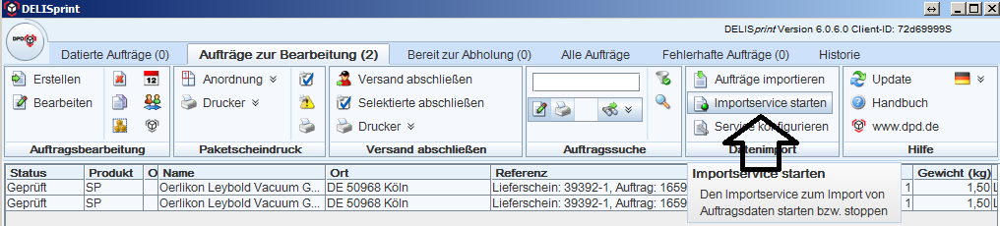 DELISprint
DELISprint Version 6.0.6.0 Client-ID: 72d69999S
DPD
Datierte Aufträge (0)
Aufträge zur Bearbeitung (2)
Bereit zur Abholung (0)
Alle Aufträge
Fehlerhafte Aufträge (0)
Historie
Erstellen
12
Bearbeiten
Auftragsbearbeitung
Anordnung
Drucker
Paketscheindruck
Versand abschließen
Selektierte abschließen
Drucker
Versand abschließen
Auftragssuche
Aufträge importieren
Importservice starten
Service konfigurieren
Datenimport
Update
Handbuch
www.dpd.de
Hilfe
Status Produkt O Name Ort Referenz Gewicht (kg)
Geprüft SP Oerlikon Leybold Vacuum G... DE 50968 Köln Lieferschein: 39392-1, Auftrag: 1659 1 1,50 L
Geprüft SP Oerlikon Leybold Vacuum G... DE 50968 Köln Lieferschein: 39392-1, Auftrag: 1659 1 1,50 L
Importservice starten
Den Importservice zum Import von
Auftragsdaten starten bzw. stoppen